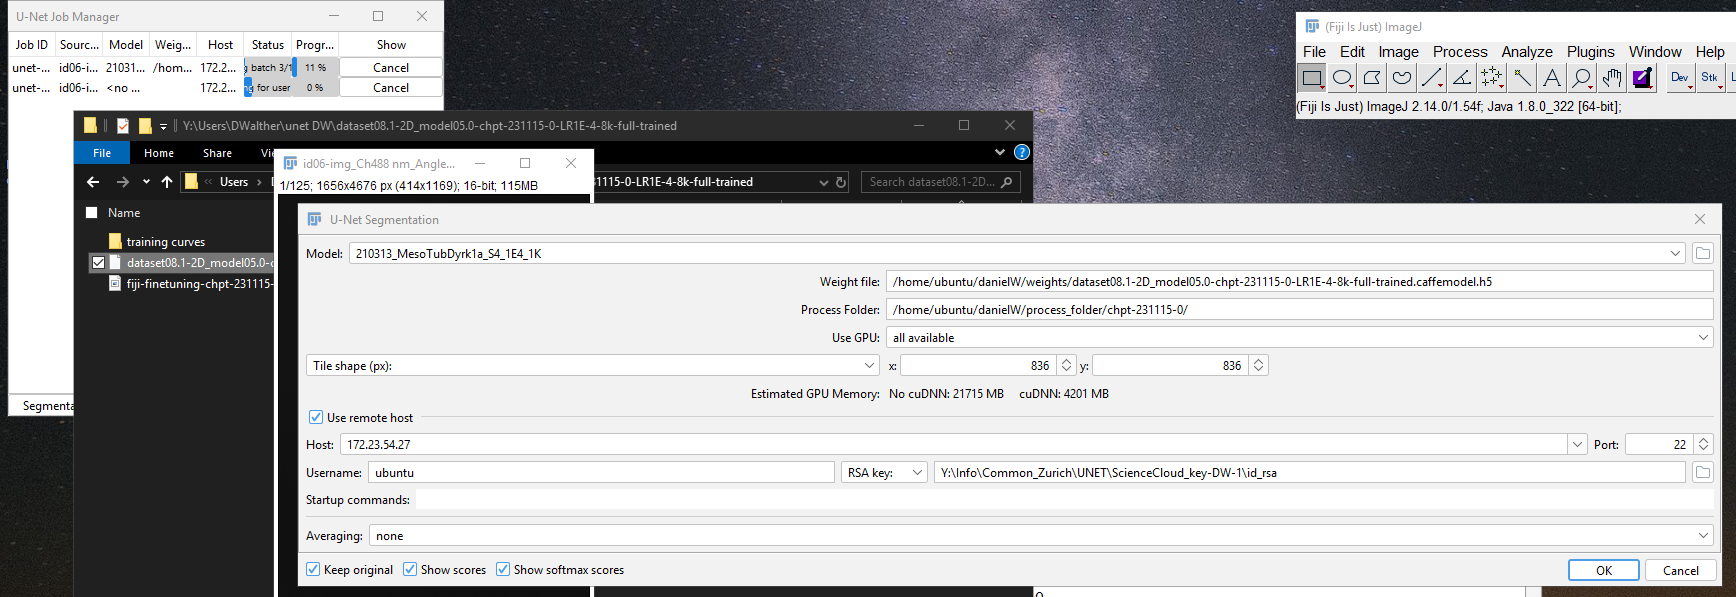 U-Net Job Manager
Job ID Sourc... Model Weig... Host Status Progr... Show
unet-... id06-i... 21031 /hom... 172.2... g batch 3/1 11 % Cancel
unet-... id06-i... <no ... 172.2... ng for user 0 % Cancel
Segmenta
Y:\Users\DWalther\unet DW\dataset08.1-2D_model05.0-chpt-231115-0-LR1E-4-8k-full-trained
File Home Share Vi
Users
31115-0-LR1E-4-8k-full-trained
Search dataset08.1-2D...
Name
training curves
dataset08.1-2D_model05.0-c
fiji-finetuning-chpt-231115-
id06-img_Ch488 nm_Angle...
1/125; 1656x4676 px (414x1169); 16-bit; 115MB
(Fiji Is Just) ImageJ
File Edit Image Process Analyze Plugins Window Help
Dev Stk L
(Fiji Is Just) ImageJ 2.14.0/1.54f; Java 1.8.0_322 [64-bit];
U-Net Segmentation
Model: 210313_MesoTubDyrk1a_S4_1E4_1K
Weight file: /home/ubuntu/danielW/weights/dataset08.1-2D_model05.0-chpt-231115-0-LR1E-4-8k-full-trained.caffemodel.h5
Process Folder: /home/ubuntu/danielW/process_folder/chpt-231115-0/
Use GPU: all available
Tile shape (px): x: 836 y: 836
Estimated GPU Memory: No cuDNN: 21715 MB cuDNN: 4201 MB
Use remote host
Host: 172.23.54.27 Port: 22
Username: ubuntu RSA key: Y:\Info\Common_Zurich\UNET\ScienceCloud_key-DW-1\id_rsa
Startup commands:
Averaging: none
Keep original Show scores Show softmax scores
OK Cancel